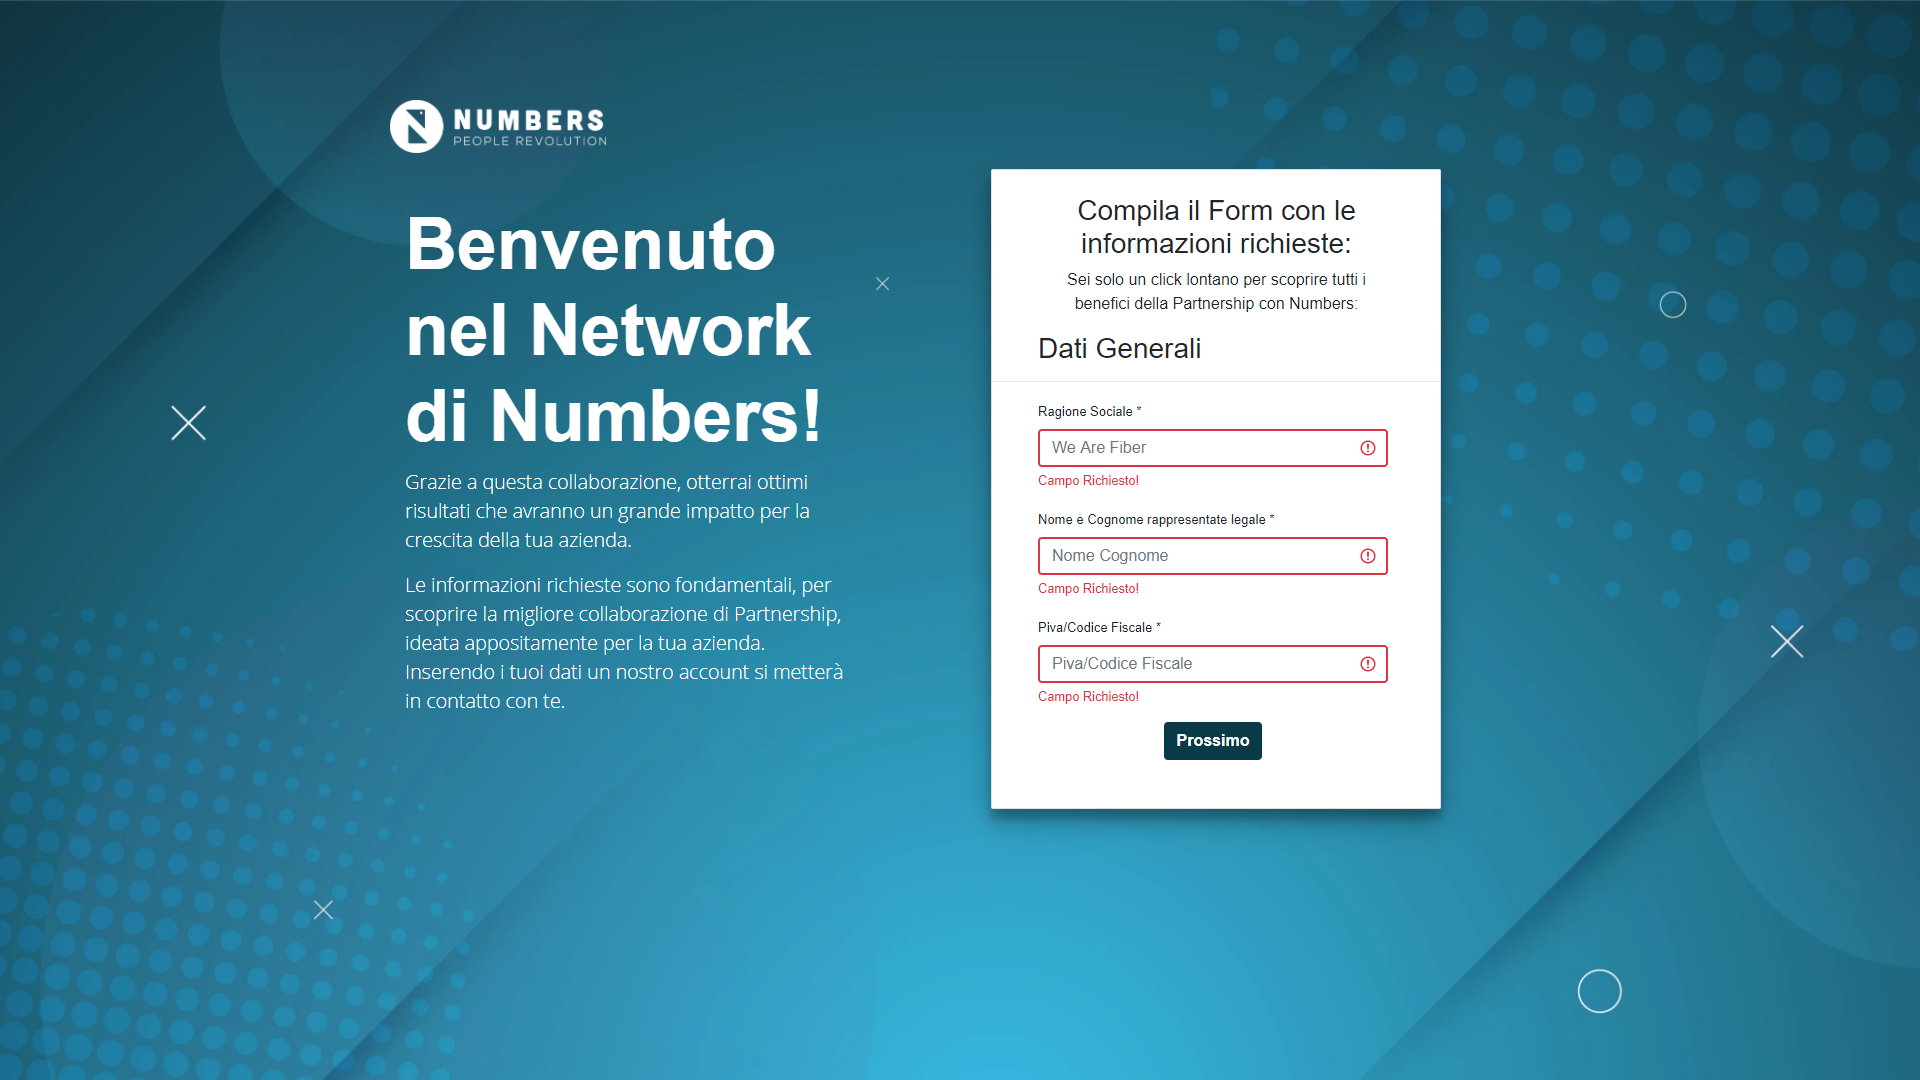 NUMBERS
PEOPLE REVOLUTION
Benvenuto
nel Network
di Numbers!
Grazie a questa collaborazione, otterrai ottimi
risultati che avranno un grande impatto per la
crescita della tua azienda.
Le informazioni richieste sono fondamentali, per
scoprire la migliore collaborazione di Partnership,
ideata appositamente per la tua azienda.
Inserendo i tuoi dati un nostro account si metterà
in contatto con te.
Compila il Form con le
informazioni richieste:
Sei solo un click lontano per scoprire tutti i
benefici della Partnership con Numbers:
Dati Generali
Ragione Sociale *
We Are Fiber
Campo Richiesto!
Nome e Cognome rappresentate legale *
Nome Cognome
Campo Richiesto!
Piva/Codice Fiscale *
Piva/Codice Fiscale
Campo Richiesto!
Prossimo